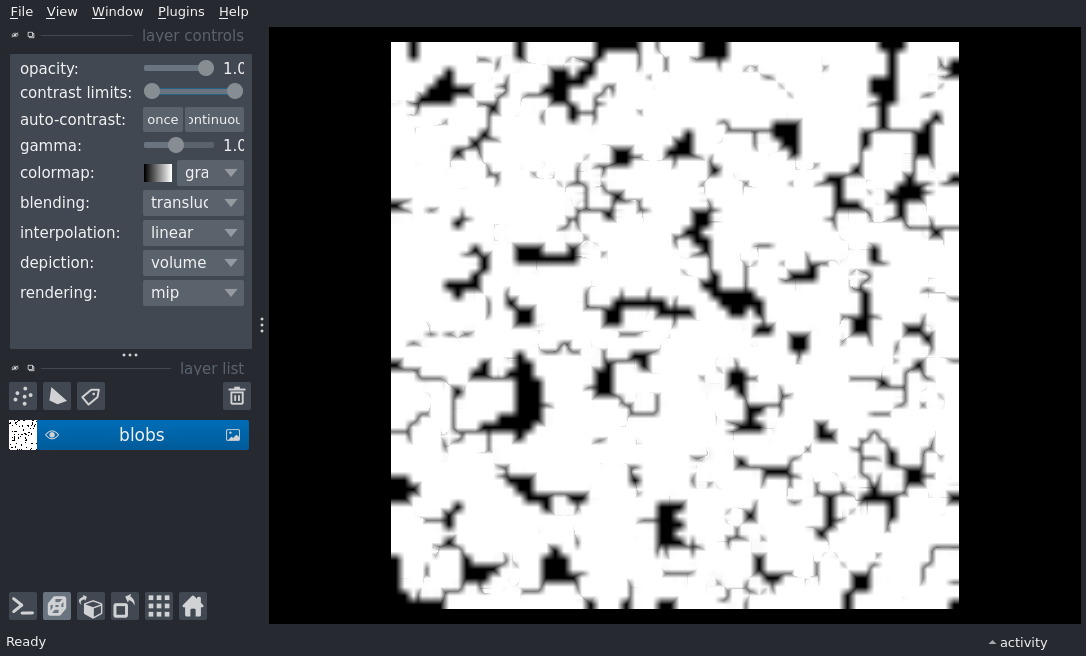 File View Window Plugins Help
layer controls
opacity: 1.0
contrast limits:
auto-contrast: once ontinuou
gamma: 1.0
colormap: gra
blending: transluc
interpolation: linear
depiction: volume
rendering: mip
layer list
blobs
Ready
activity